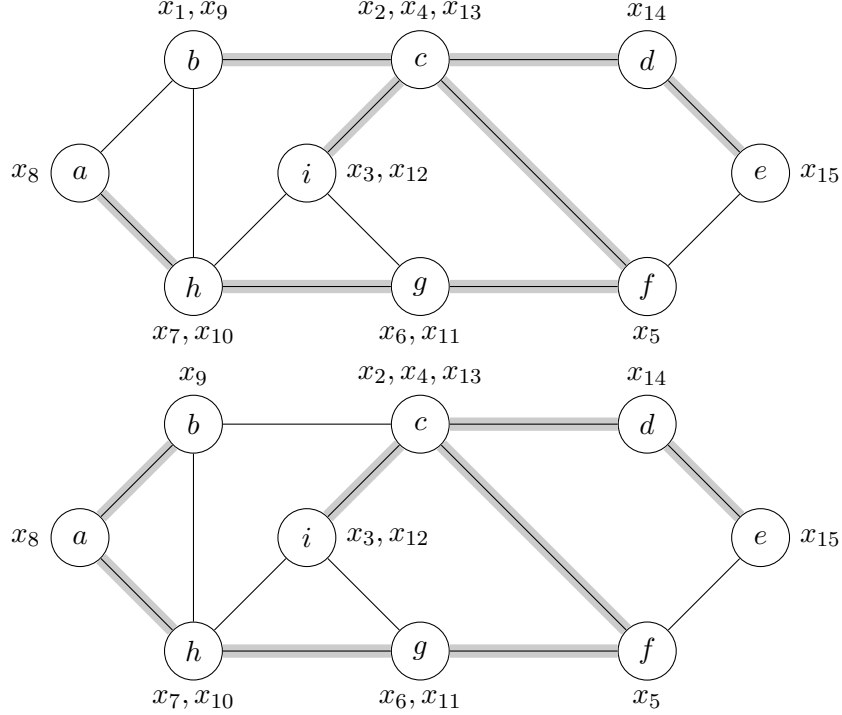 x₁, x₉ x₂, x₄, x₁₃ x₁₄
b c d
x₈ a i x₃, x₁₂ e x₁₅
h g f
x₇, x₁₀ x₆, x₁₁ x₅
x₉ x₂, x₄, x₁₃ x₁₄
b c d
x₈ a i x₃, x₁₂ e x₁₅
h g f
x₇, x₁₀ x₆, x₁₁ x₅